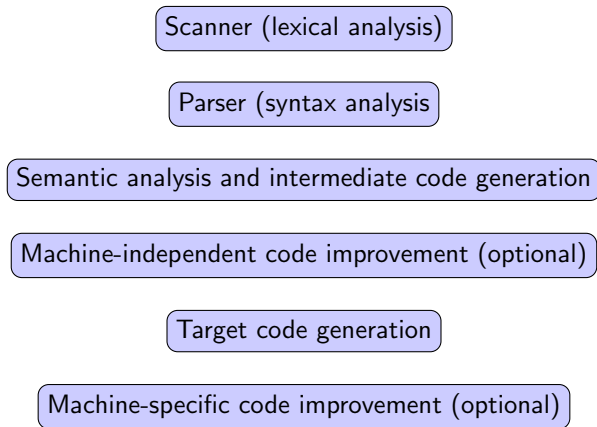 Scanner (lexical analysis)
Parser (syntax analysis
Semantic analysis and intermediate code generation
Machine-independent code improvement (optional)
Target code generation
Machine-specific code improvement (optional)